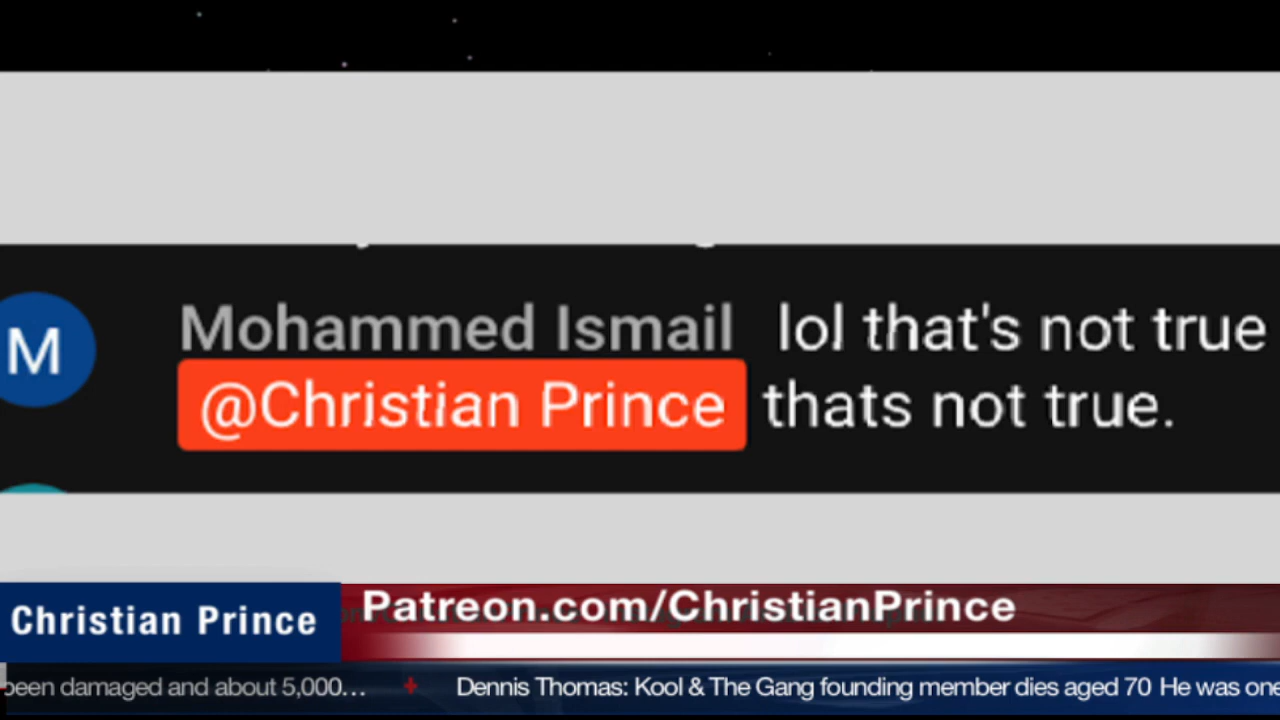 M
Mohammed Ismail lol that's not true
@Christian Prince thats not true.
Patreon.com/ChristianPrince
Christian Prince
been damaged and about 5,000… Dennis Thomas: Kool & The Gang founding member dies aged 70 He was one